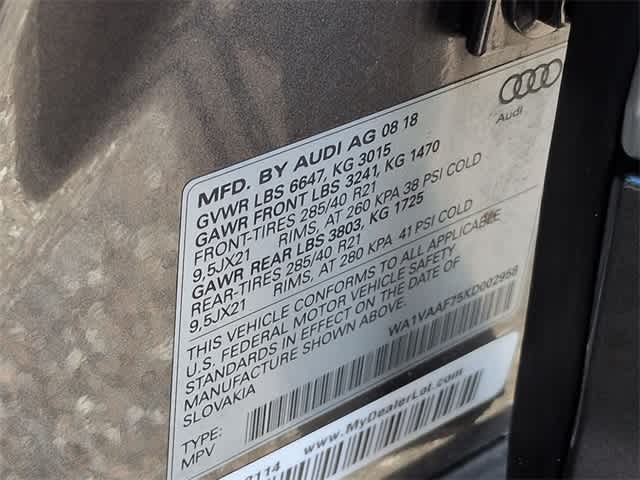 Audi
MFD. BY AUDI AG 08 18
GVWR LBS 6647, KG 3015
GAWR FRONT LBS 3241, KG 1470
FRONT-TIRES 285/40 R21
9,5JX21 RIMS, AT 260 KPA 38 PSI COLD
GAWR REAR LBS 3803, KG 1725
REAR-TIRES 285/40 R21
9,5JX21 RIMS, AT 280 KPA 41 PSI COLD
THIS VEHICLE CONFORMS TO ALL APPLICABLE
U.S. FEDERAL MOTOR VEHICLE SAFETY
STANDARDS IN EFFECT ON THE DATE OF
MANUFACTURE SHOWN ABOVE.
SLOVAKIA
WA1VAAF75KD002958
TYPE:
MPV
www.MyDealerLot.com